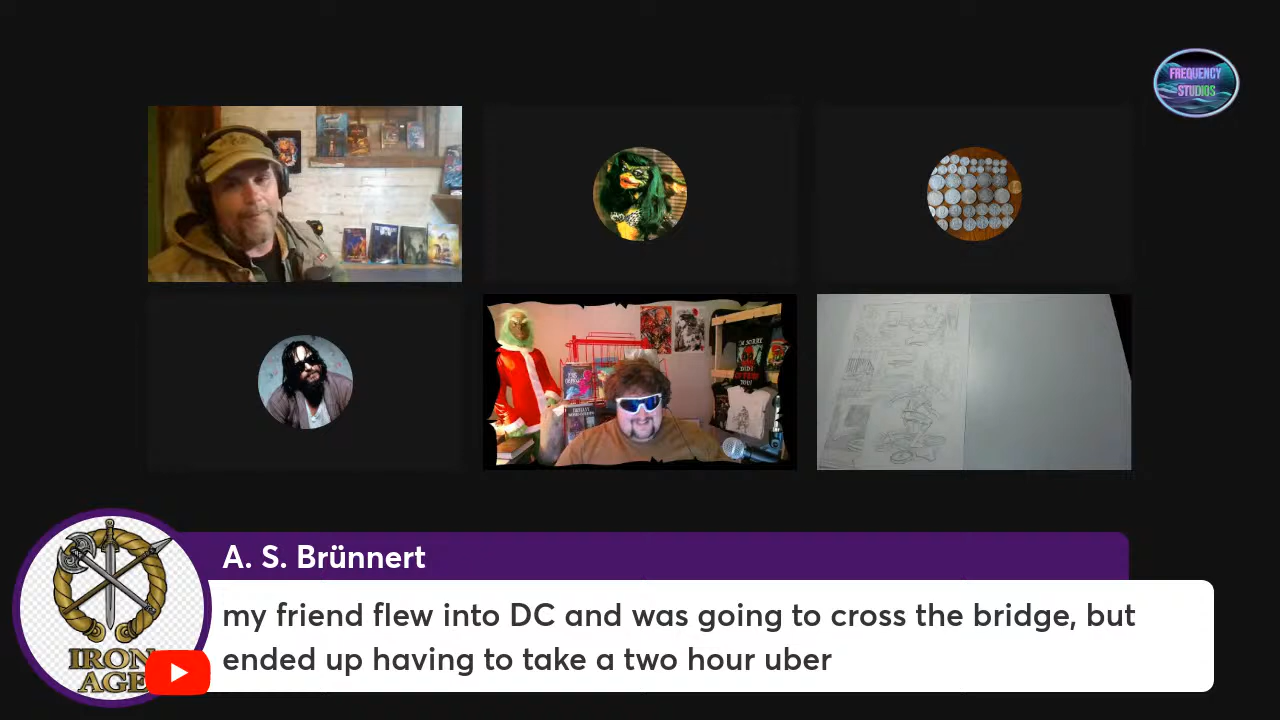 FREQUENCY
STUDIOS
A. S. Brünnert
my friend flew into DC and was going to cross the bridge, but
ended up having to take a two hour uber
IRON
AGE